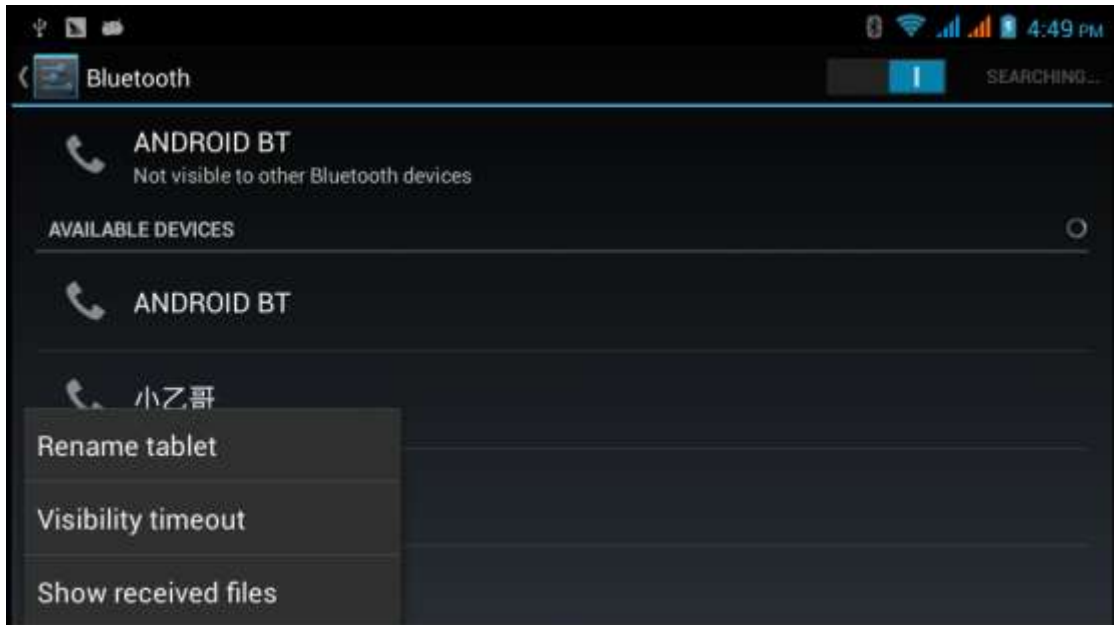 4:49 PM
Bluetooth
SEARCHING...
ANDROID BT
Not visible to other Bluetooth devices
AVAILABLE DEVICES
ANDROID BT
小乙哥
Rename tablet
Visibility timeout
Show received files